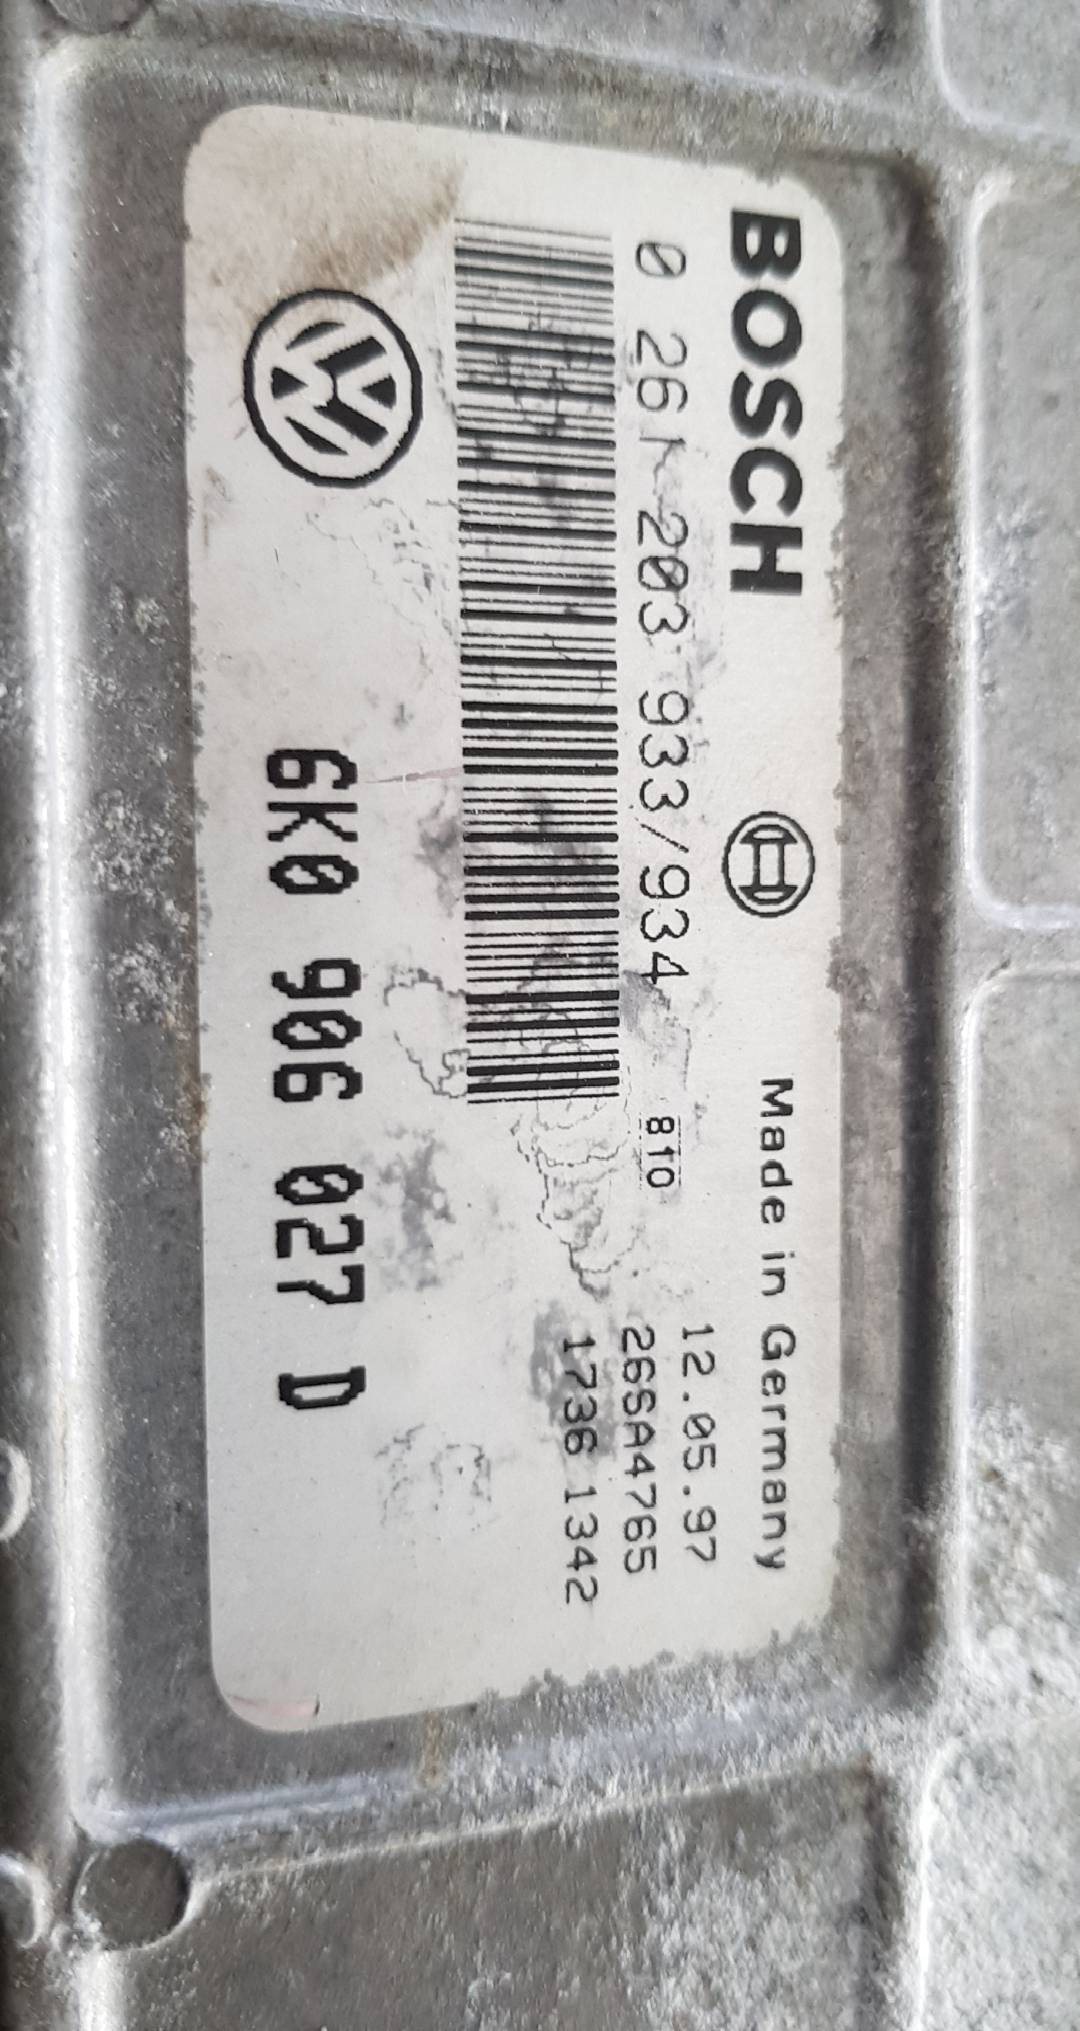 BOSCH
Made in Germany
0 261 203 933/934
810
12.05.97
26SA4765
1736 1342
6K0 906 027 D